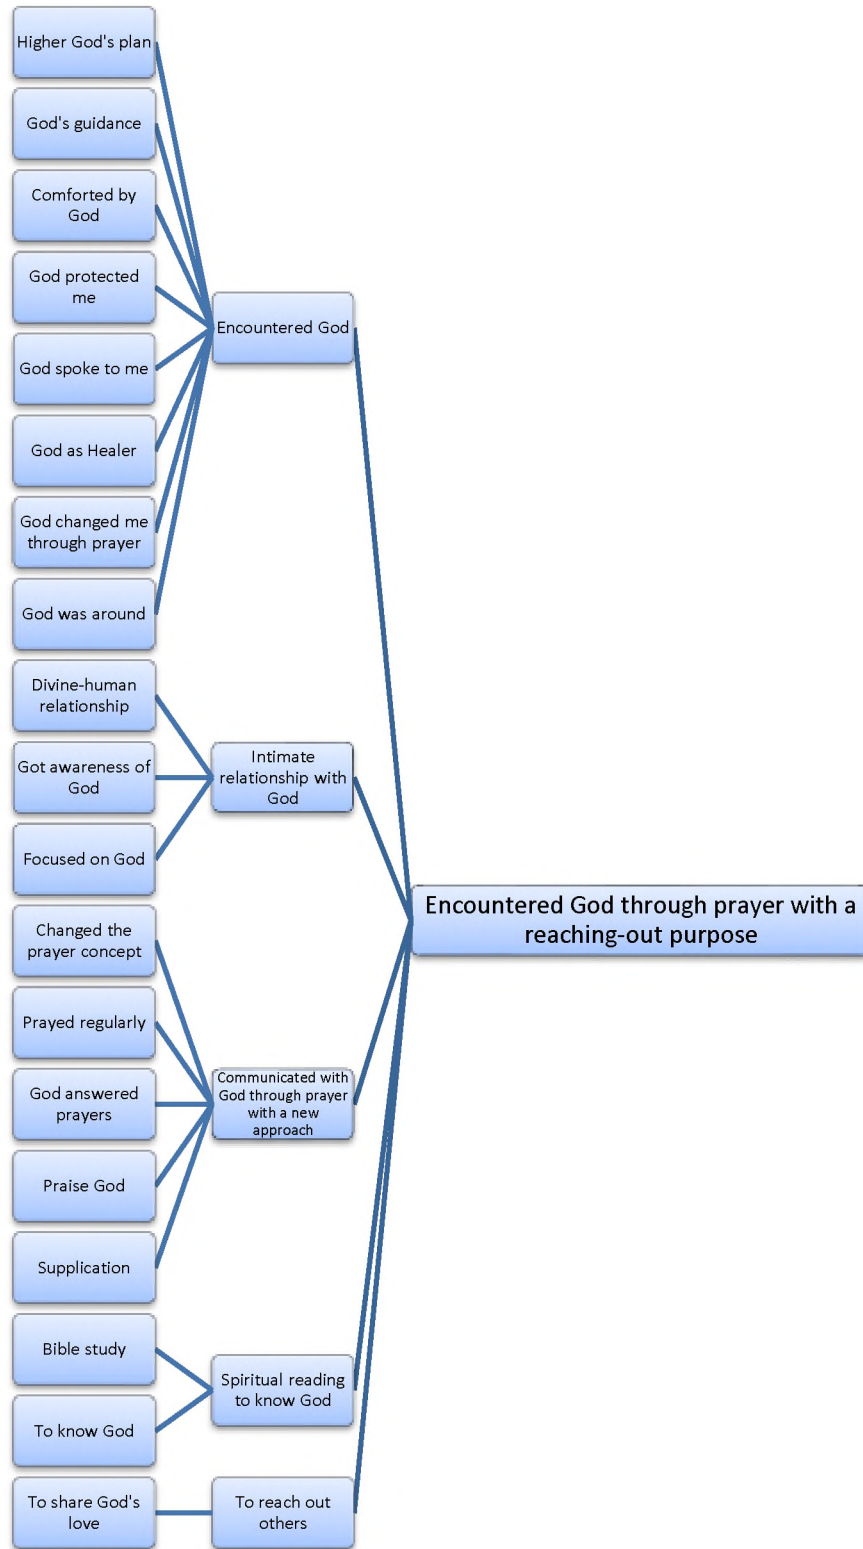 Higher God's plan
God's guidance
Comforted by
God
God protected
me
God spoke to me
God as Healer
God changed me
through prayer
God was around
Encountered God
Divine-human
relationship
Got awareness of
God
Focused on God
Intimate
relationship with
God
Changed the
prayer concept
Prayed regularly
God answered
prayers
Praise God
Supplication
Communicated with
God through prayer
with a new
approach
Bible study
To know God
Spiritual reading
to know God
To share God's
love
To reach out
others
Encountered God through prayer with a
reaching-out purpose